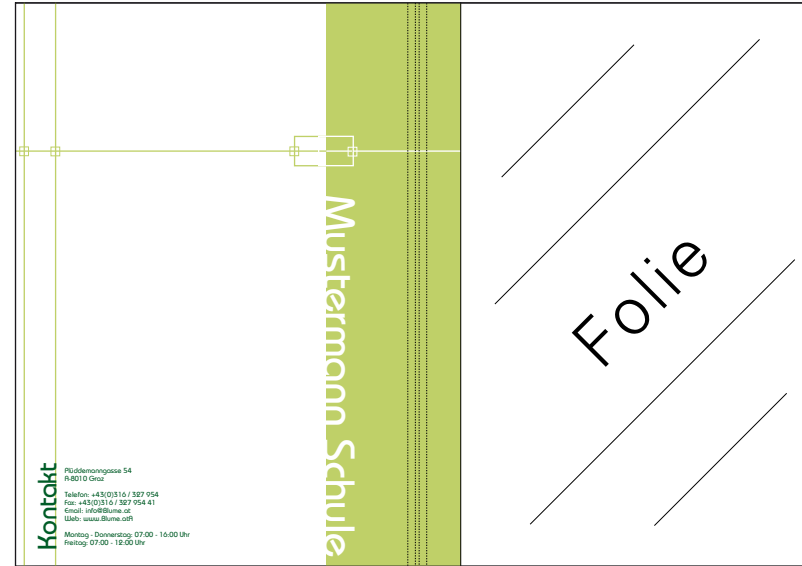 Mustermann Schule
Kontakt
Plüddemanngasse 54
A-8010 Graz
Telefon: +43(0)316 / 327 954
Fax: +43(0)316 / 327 954 41
Email: info@Blume.at
Web: www.Blume.atA
Montag - Donnerstag: 07:00 - 16:00 Uhr
Freitag: 07:00 - 12:00 Uhr
Folie